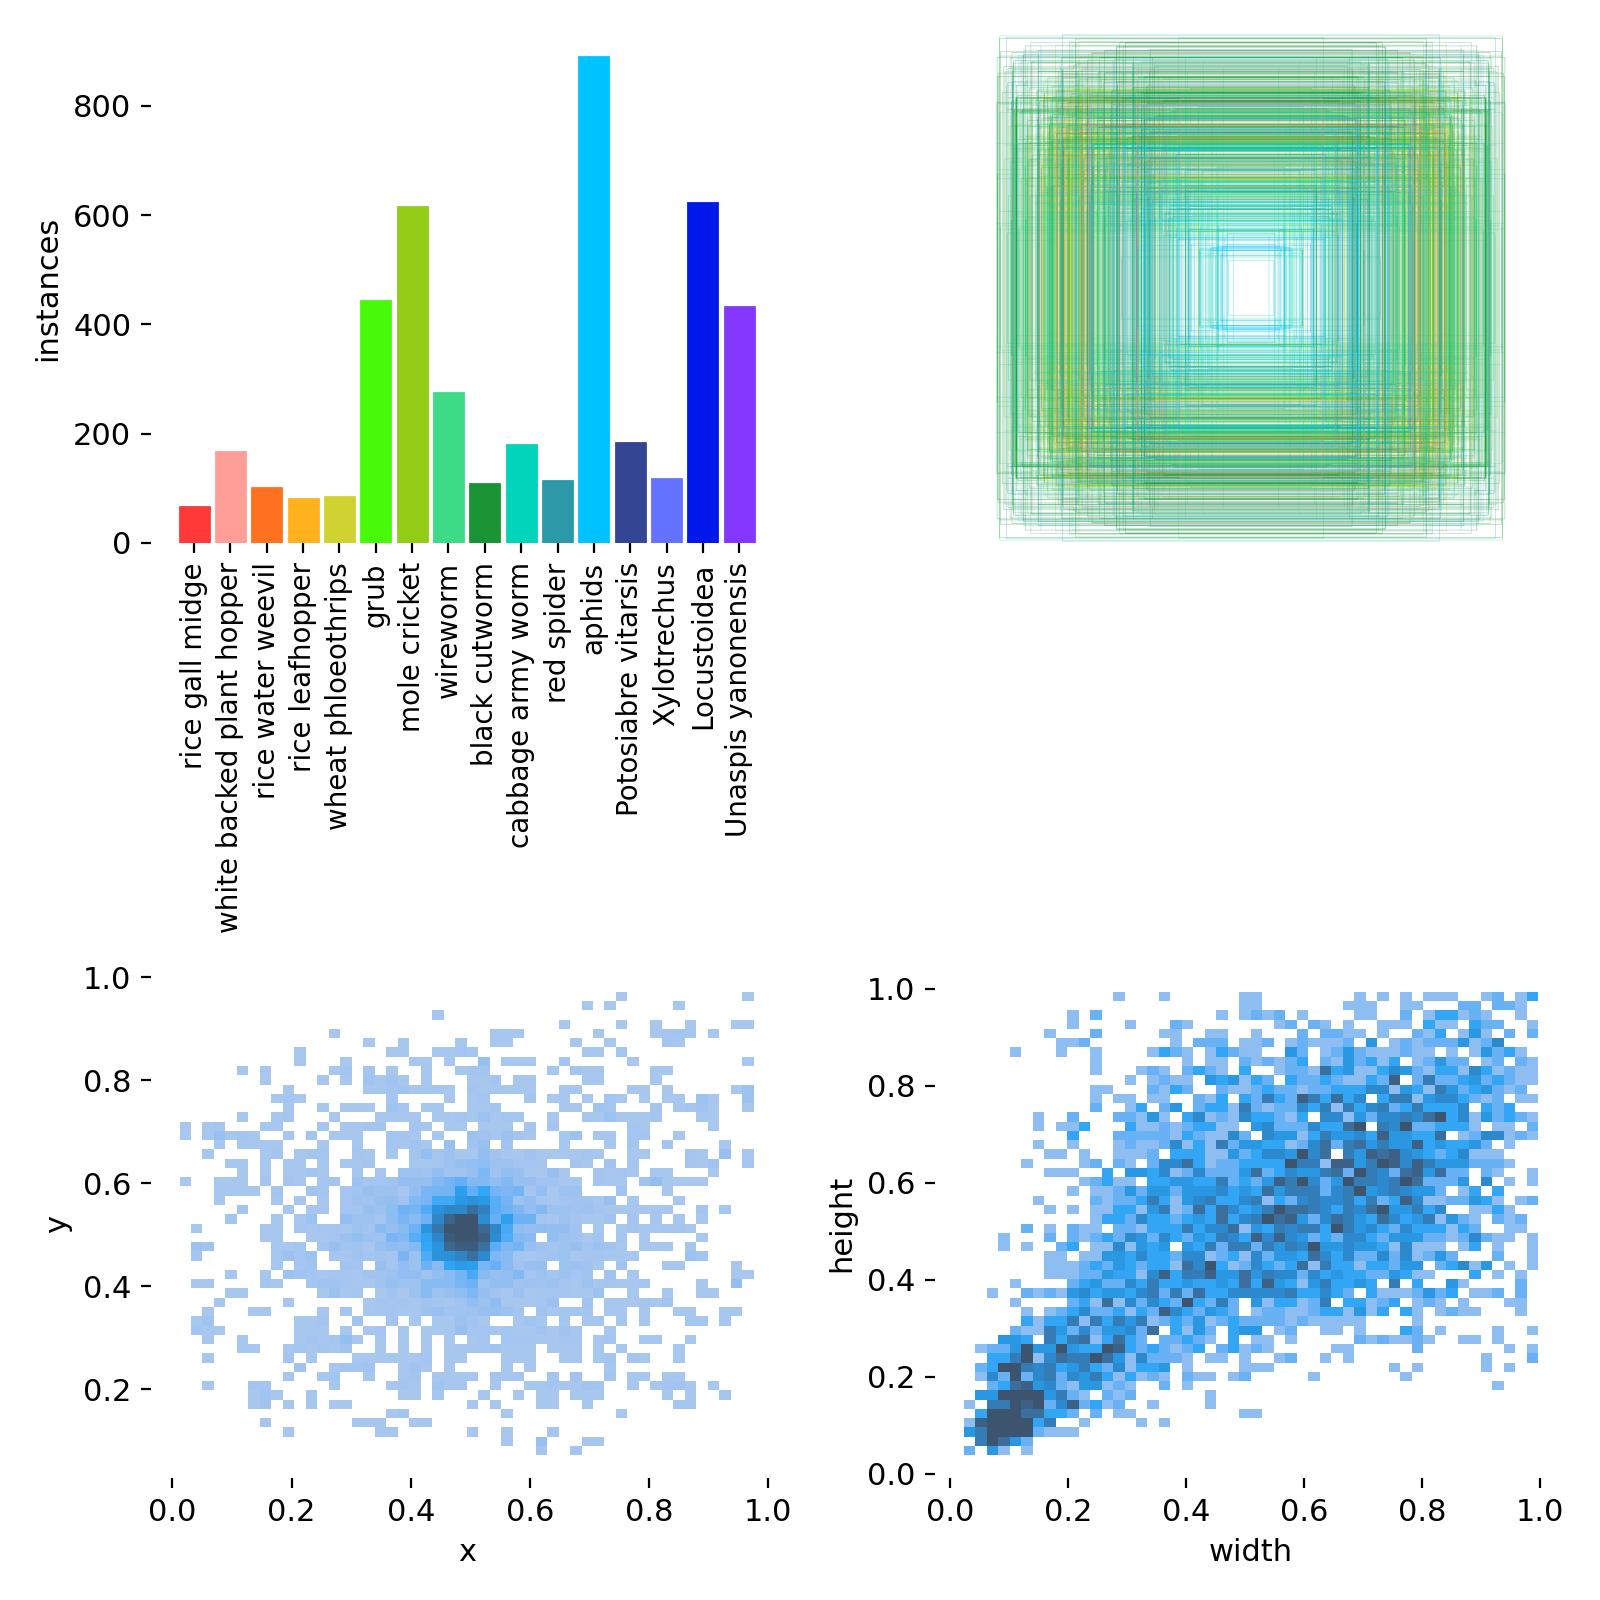 800
600
400
200
0
instances
rice gall midge
white backed plant hopper
rice water weevil
rice leafhopper
wheat phloeothrips
grub
mole cricket
wireworm
black cutworm
cabbage army worm
red spider
aphids
Potosiabre vitarsis
Xylotrechus
Locustoidea
Unaspis yanonensis
1.0
0.8
0.6
0.4
0.2
y
0.0 0.2 0.4 0.6 0.8 1.0
x
1.0
0.8
0.6
0.4
0.2
0.0
height
0.0 0.2 0.4 0.6 0.8 1.0
width